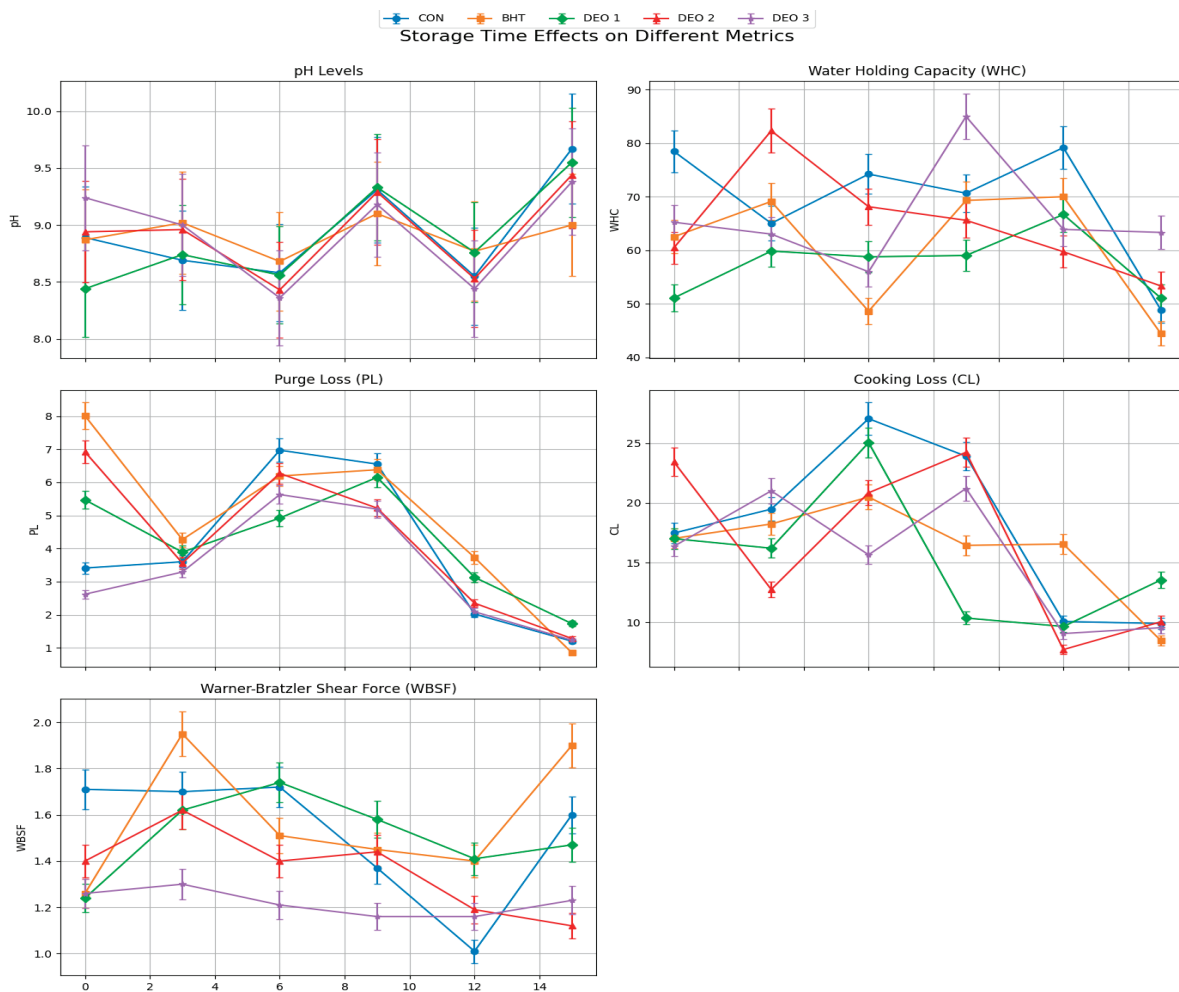 CON BHT DEO 1 DEO 2 DEO 3
Storage Time Effects on Different Metrics
pH Levels
pH
10.0
9.5
9.0
8.5
8.0
Water Holding Capacity (WHC)
WHC
90
80
70
60
50
40
Purge Loss (PL)
PL
8
7
6
5
4
3
2
1
Cooking Loss (CL)
CL
25
20
15
10
Warner-Bratzler Shear Force (WBSF)
WBSF
2.0
1.8
1.6
1.4
1.2
1.0
0 2 4 6 8 10 12 14